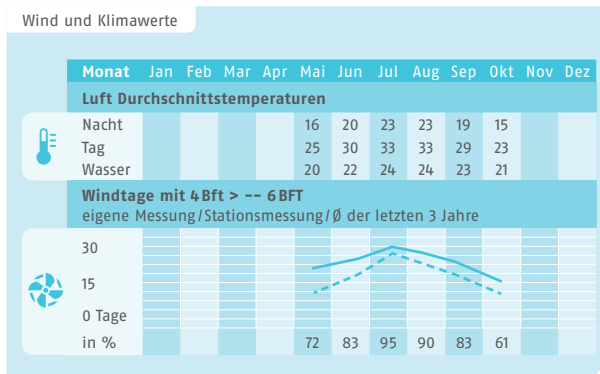 Wind und Klimawerte
Monat Jan Feb Mar Apr Mai Jun Jul Aug Sep Okt Nov Dez
Luft Durchschnittstemperaturen
Nacht 16 20 23 23 19 15
Tag 25 30 33 33 29 23
Wasser 20 22 24 24 23 21
Windtage mit 4 Bft > -- 6 BFT
eigene Messung/Stationsmessung/Ø der letzten 3 Jahre
30
15
0 Tage
in % 72 83 95 90 83 61